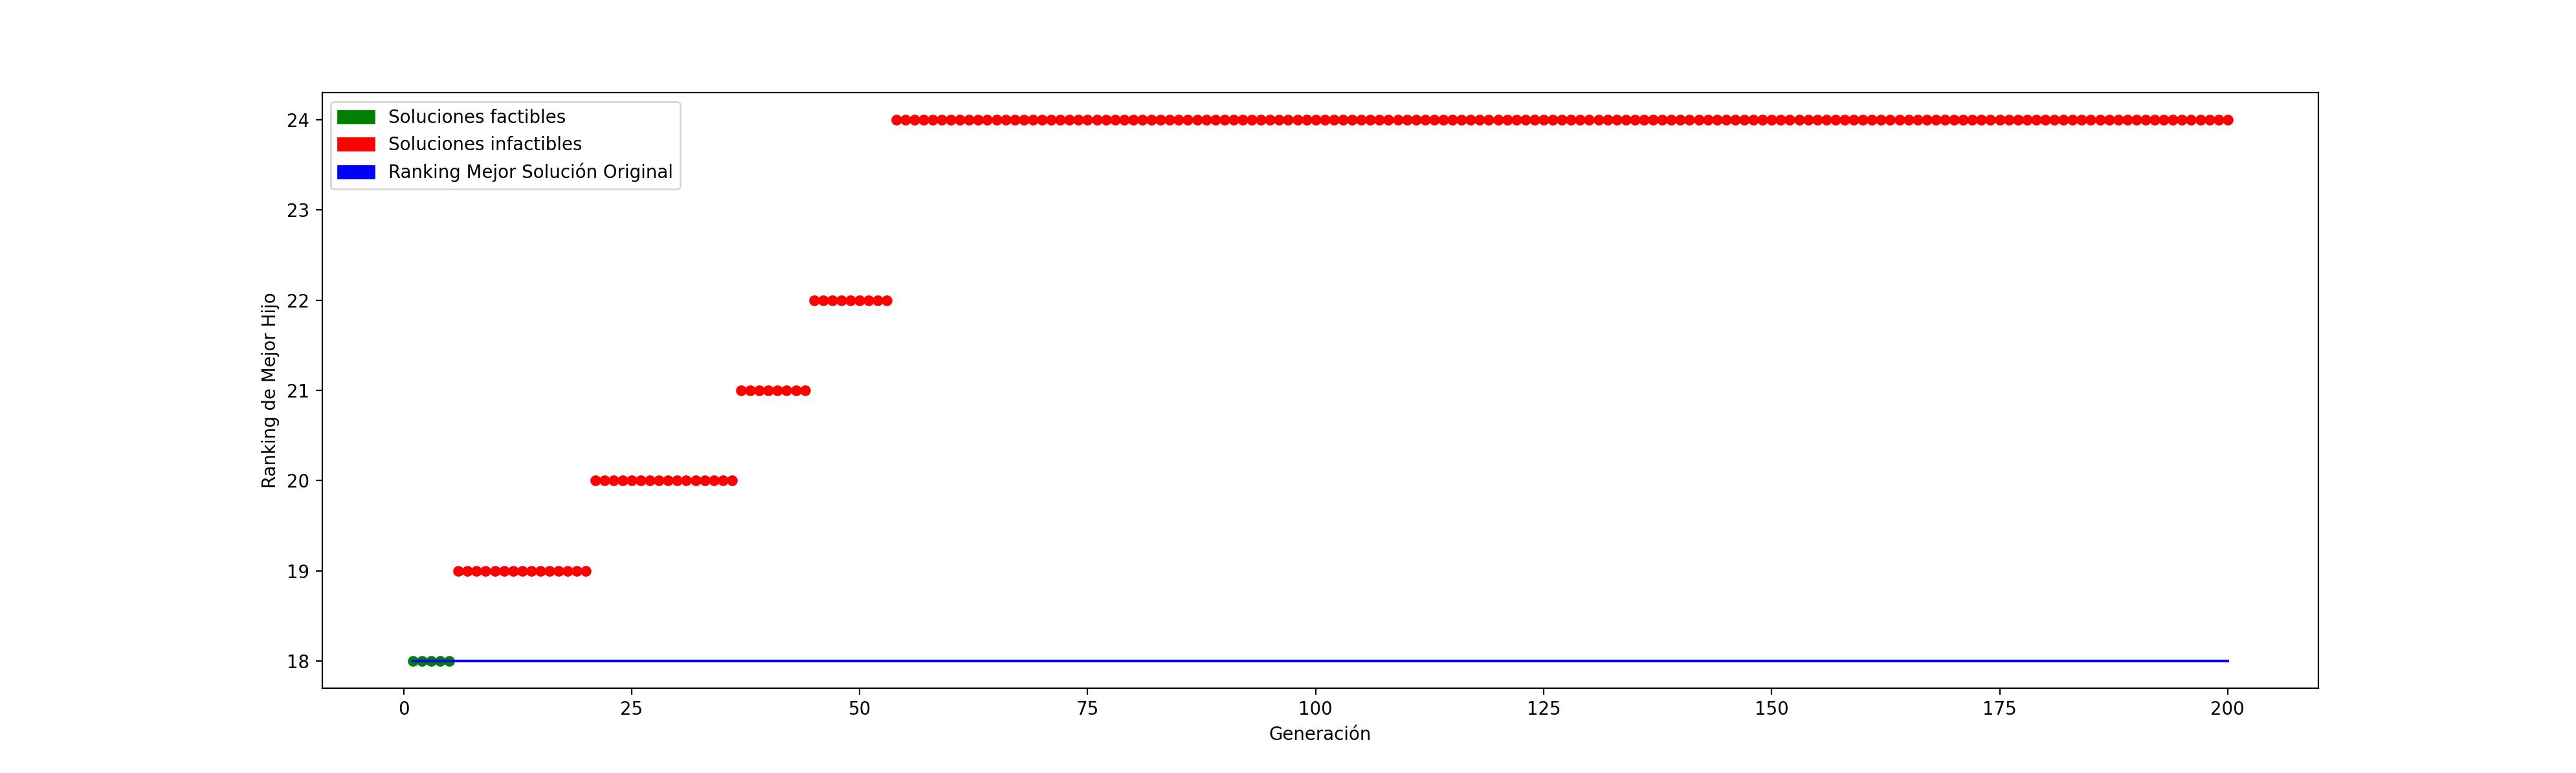 Soluciones factibles
Soluciones infactibles
Ranking Mejor Solución Original
24
23
22
21
20
19
18
Ranking de Mejor Hijo
0 25 50 75 100 125 150 175 200
Generación